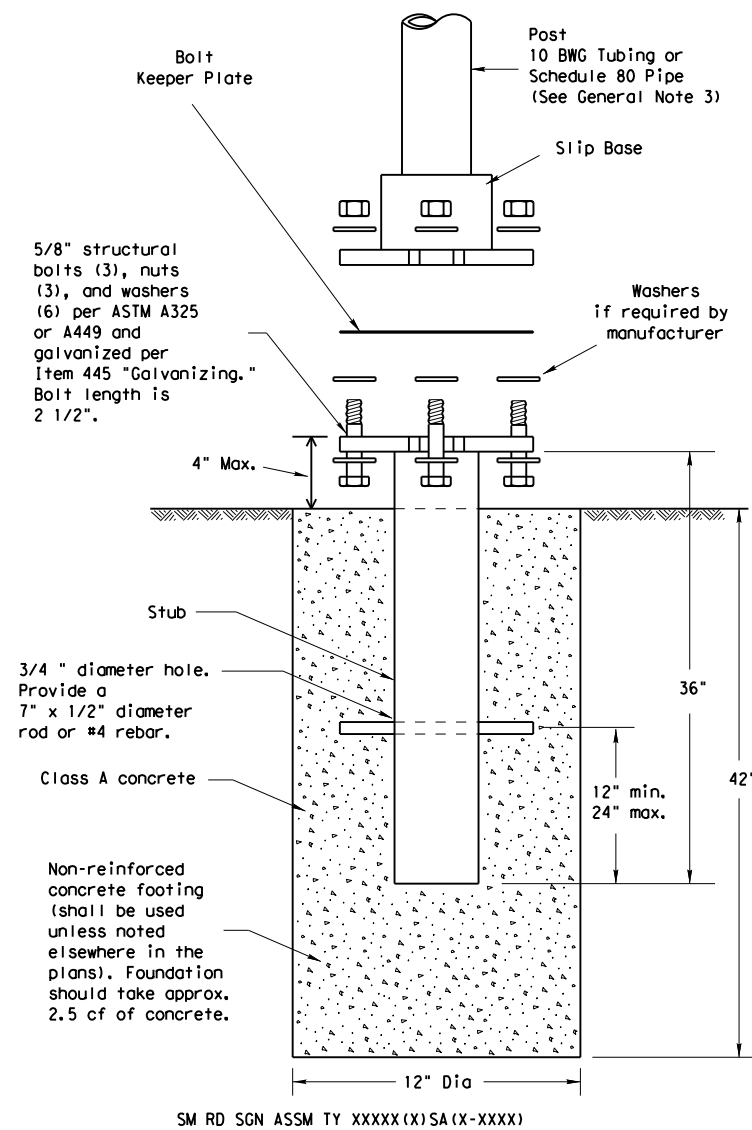 Post
10 BWG Tubing or
Schedule 80 Pipe
(See General Note 3)
Bolt
Keeper Plate
Slip Base
5/8" structural
bolts (3), nuts
(3), and washers
(6) per ASTM A325
or A449 and
galvanized per
Item 445 "Galvanizing."
Bolt length is
2 1/2".
Washers
if required by
manufacturer
4" Max.
Stub
3/4 " diameter hole.
Provide a
7" x 1/2" diameter
rod or #4 rebar.
36"
Class A concrete
12" min.
24" max.
42"
Non-reinforced
concrete footing
(shall be used
unless noted
elsewhere in the
plans). Foundation
should take approx.
2.5 cf of concrete.
12" Dia
SM RD SGN ASSM TY XXXXX(X)SA(X-XXXX)